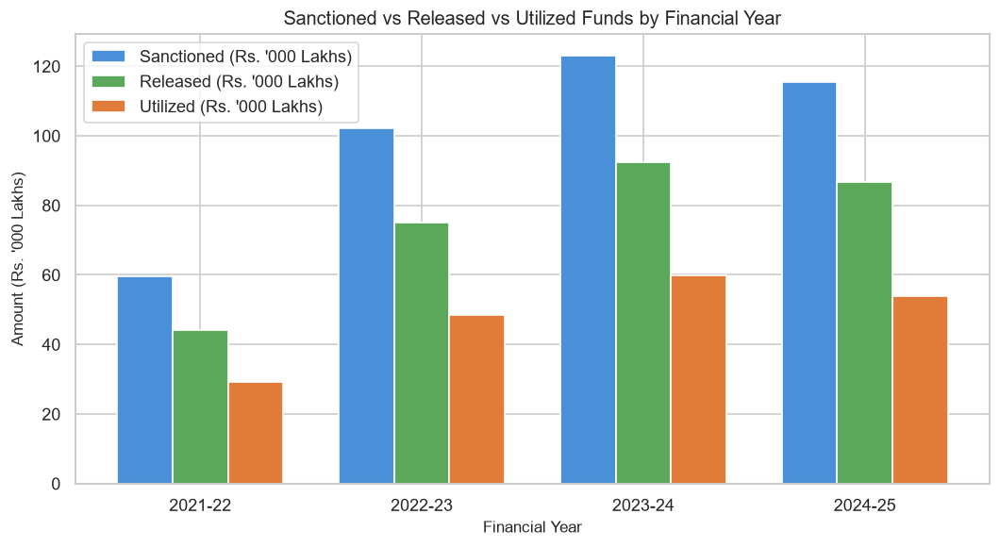 Sanctioned vs Released vs Utilized Funds by Financial Year
Sanctioned (Rs. '000 Lakhs)
Released (Rs. '000 Lakhs)
Utilized (Rs. '000 Lakhs)
Amount (Rs. '000 Lakhs)
120
100
80
60
40
20
0
2021-22 2022-23 2023-24 2024-25
Financial Year